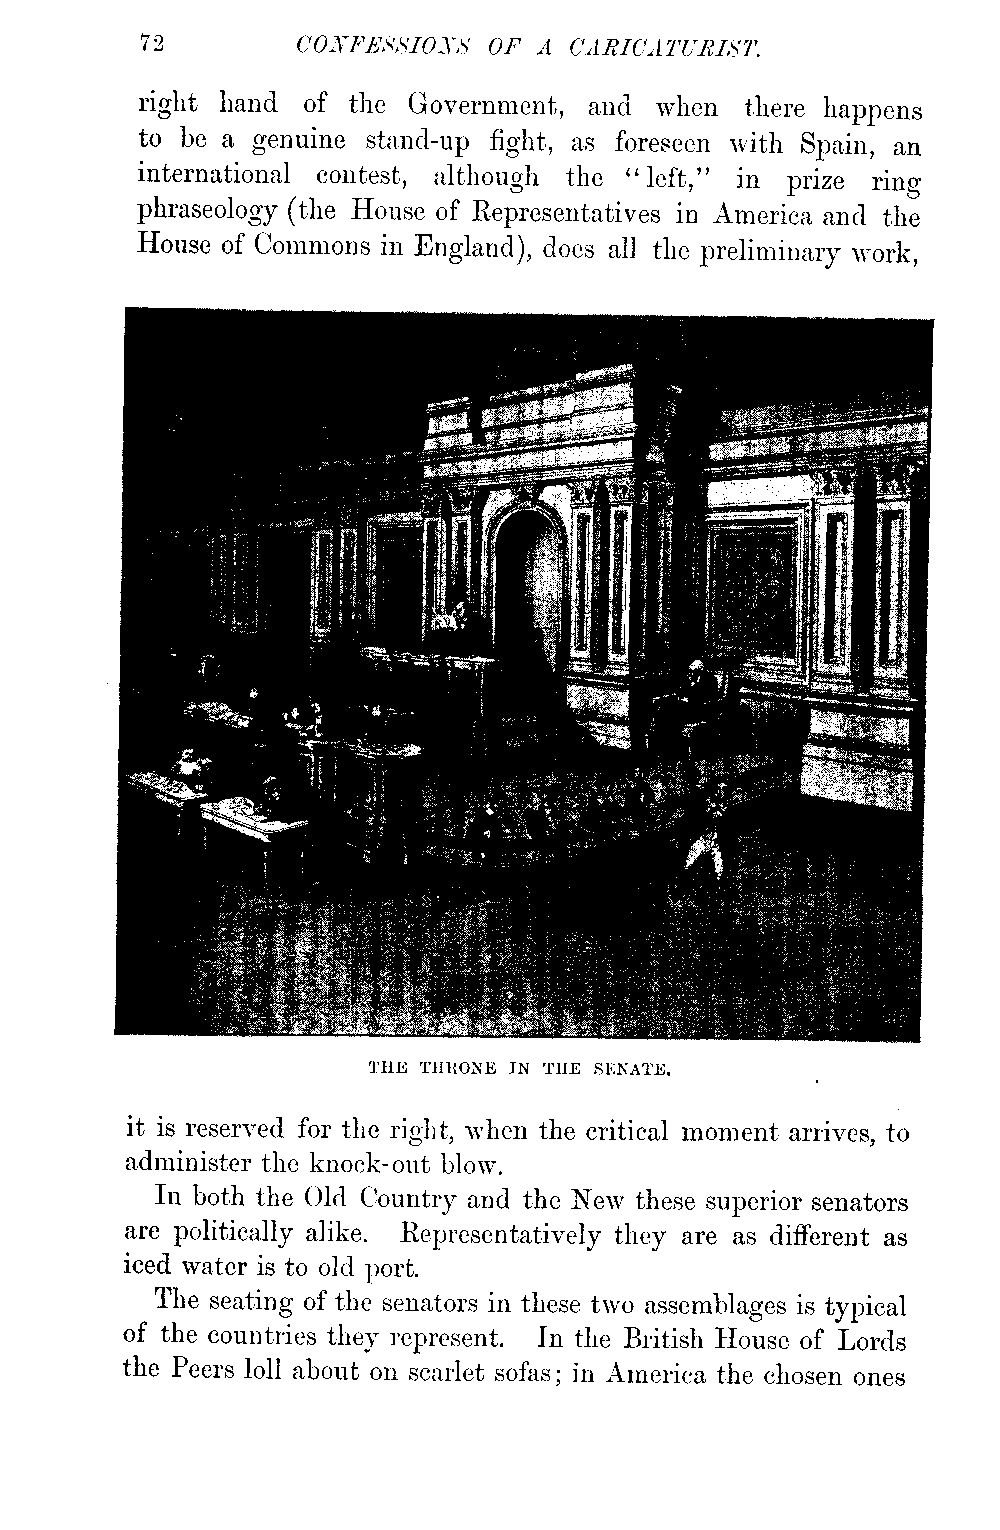 72 CONFESSIONS OF A CARICATURIST.
right hand of the Government, and when there happens
to be a genuine stand-up fight, as foreseen with Spain, an
international contest, although the “left,” in prize ring
phraseology (the House of Representatives in America and the
House of Commons in England), does all the preliminary work,
THE THRONE IN THE SENATE.
it is reserved for the right, when the critical moment arrives, to
administer the knock-out blow.
In both the Old Country and the New these superior senators
are politically alike. Representatively they are as different as
iced water is to old port.
The seating of the senators in these two assemblages is typical
of the countries they represent. In the British House of Lords
the Peers loll about on scarlet sofas; in America the chosen ones